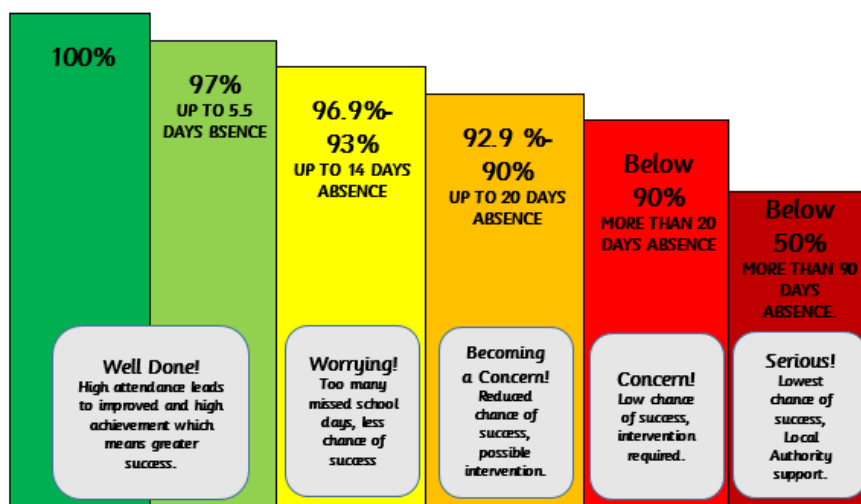 100%
97%
UP TO 5.5
DAYS BSENCE
96.9%-
93%
UP TO 14 DAYS
ABSENCE
92.9 %-
90%
UP TO 20 DAYS
ABSENCE
Below
90%
MORE THAN 20
DAYS ABSENCE
Below
50%
MORE THAN 90
DAYS
ABSENCE.
Well Done!
High attendance leads
to improved and high
achievement which
means greater
success.
Worrying!
Too many
missed school
days, less
chance of
success
Becoming
a Concern!
Reduced
chance of
success,
possible
intervention.
Concern!
Low chance
of success,
intervention
required.
Serious!
Lowest
chance of
success,
Local
Authority
support.